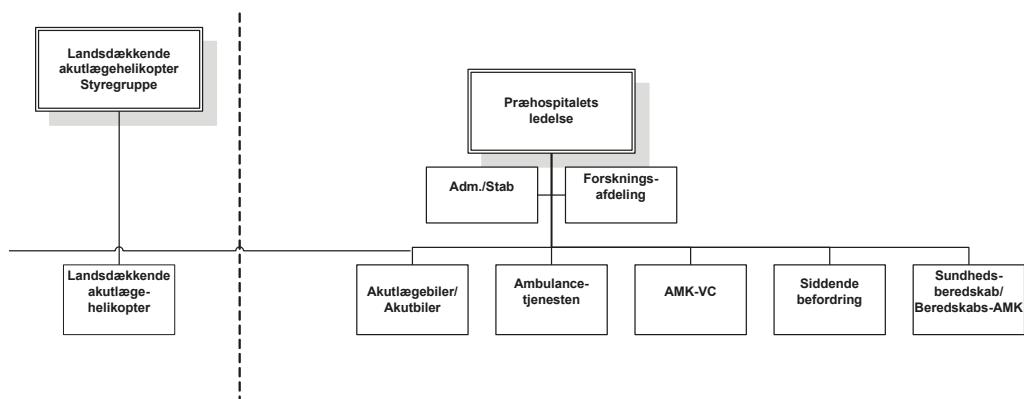 Landsdækkende
akutlægehelikopter
Styregruppe
Præhospitalets
ledelse
Adm./Stab
Forsknings-
afdeling
Landsdækkende
akutlæge-
helikopter
Akutlægebiler/
Akutbiler
Ambulance-
tjenesten
AMK-VC
Siddende
befordring
Sundheds-
beredskab/
Beredskabs-AMK